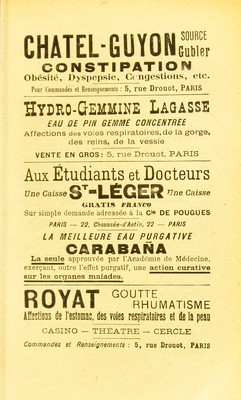 CHATEL-GUYON SOURCE Gubler
CONSTIPATION
Obésité, Dyspepsie, Congestions, etc.
Pour Commandes et Renseignements : 5, rue Drouot, PARIS
HYDRO-GEMMINE LAGASSE
EAU DE PIN GEMME CONCENTRÉE
Affections des voies respiratoires, de la gorge,
des reins, de la vessie
VENTE EN GROS : 5, rue Drouot, PARIS
Aux Étudiants et Docteurs
Une Caisse ST-LÉGER Une Caisse
GRATIS FRANCO
Sur simple demande adressée à la Cie DE POUGUES
PARIS — 22, Chaussée-d'Antin, 22 — PARIS
LA MEILLEURE EAU PURGATIVE
CARABAÑA
La seule approuvée par l'Académie de Médecine,
exerçant, outre l'effet purgatif, une action curative
sur les organes malades.
ROYAT GOUTTE
RHUMATISME
Affections de l'estomac, des voies respiratoires et de la peau
CASINO — THÉATRE — CERCLE
Commandes et Renseignements : 5, rue Drouot, PARIS